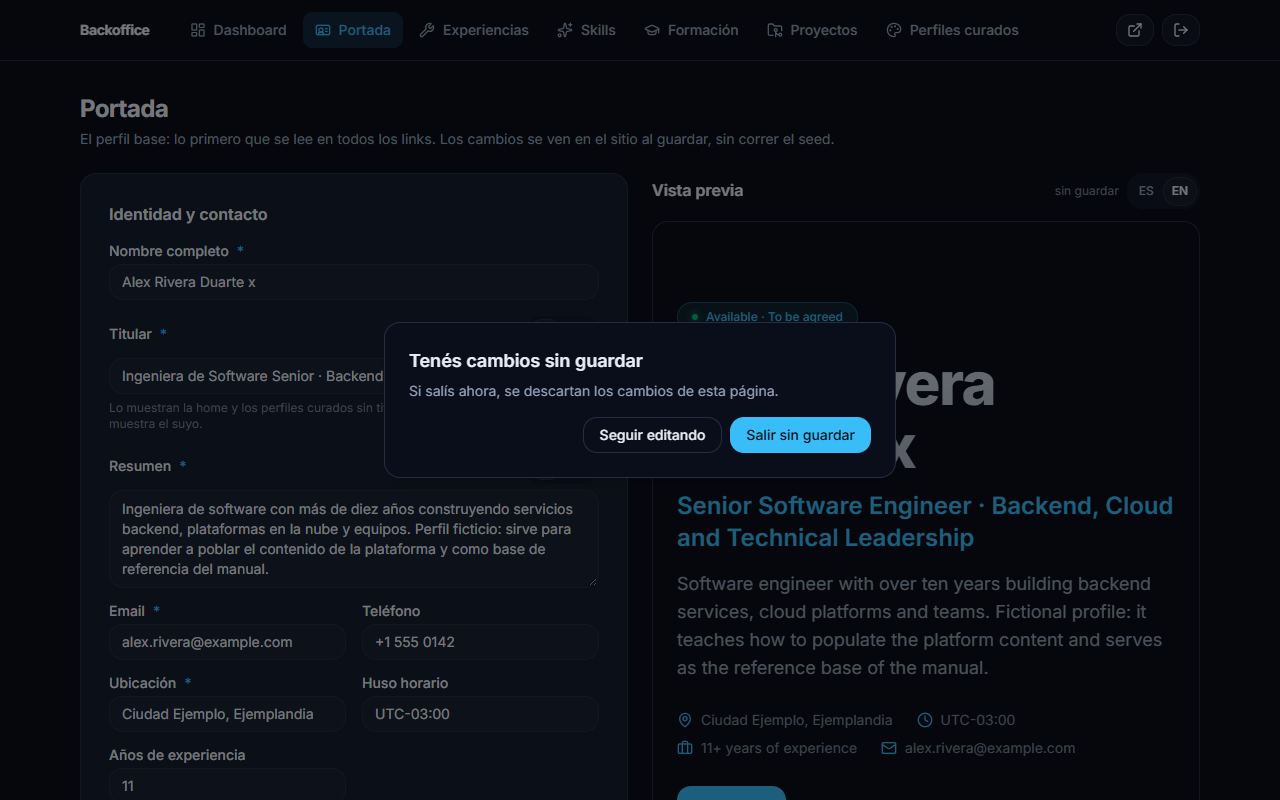 Backoffice
Dashboard
Portada
Experiencias
Skills
Formación
Proyectos
Perfiles curados
Portada
El perfil base: lo primero que se lee en todos los links. Los cambios se ven en el sitio al guardar, sin correr el seed.
Identidad y contacto
Nombre completo *
Alex Rivera Duarte x
Titular *
Ingeniera de Software Senior · Backend
Lo muestran la home y los perfiles curados sin
muestra el suyo.
Resumen *
Ingeniera de software con más de diez años construyendo servicios
backend, plataformas en la nube y equipos. Perfil ficticio: sirve para
aprender a poblar el contenido de la plataforma y como base de
referencia del manual.
Email *
Teléfono
alex.rivera@example.com
+1 555 0142
Ubicación *
Huso horario
Ciudad Ejemplo, Ejemplandia
UTC-03:00
Años de experiencia
11
Tenés cambios sin guardar
Si salís ahora, se descartan los cambios de esta página.
Seguir editando
Salir sin guardar
Vista previa
sin guardar
ES
EN
Available · To be agreed
vera
x
Senior Software Engineer · Backend, Cloud
and Technical Leadership
Software engineer with over ten years building backend
services, cloud platforms and teams. Fictional profile: it
teaches how to populate the platform content and serves
as the reference base of the manual.
Ciudad Ejemplo, Ejemplandia
UTC-03:00
11+ years of experience
alex.rivera@example.com